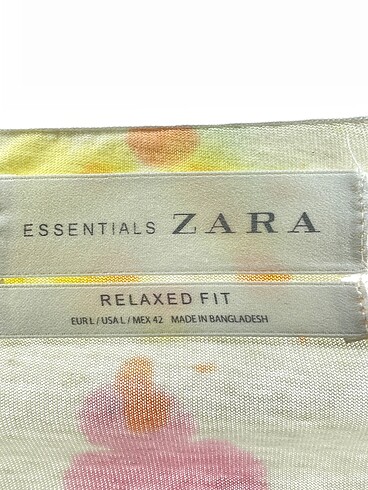 ESSENTIALS ZARA
RELAXED FIT
EUR L / USA L / MEX 42 MADE IN BANGLADESH